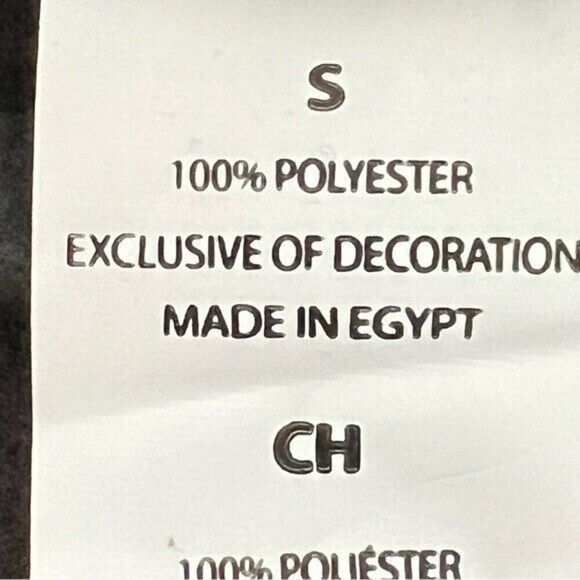 S
100% POLYESTER
EXCLUSIVE OF DECORATION
MADE IN EGYPT
CH
100% POLIÉSTER